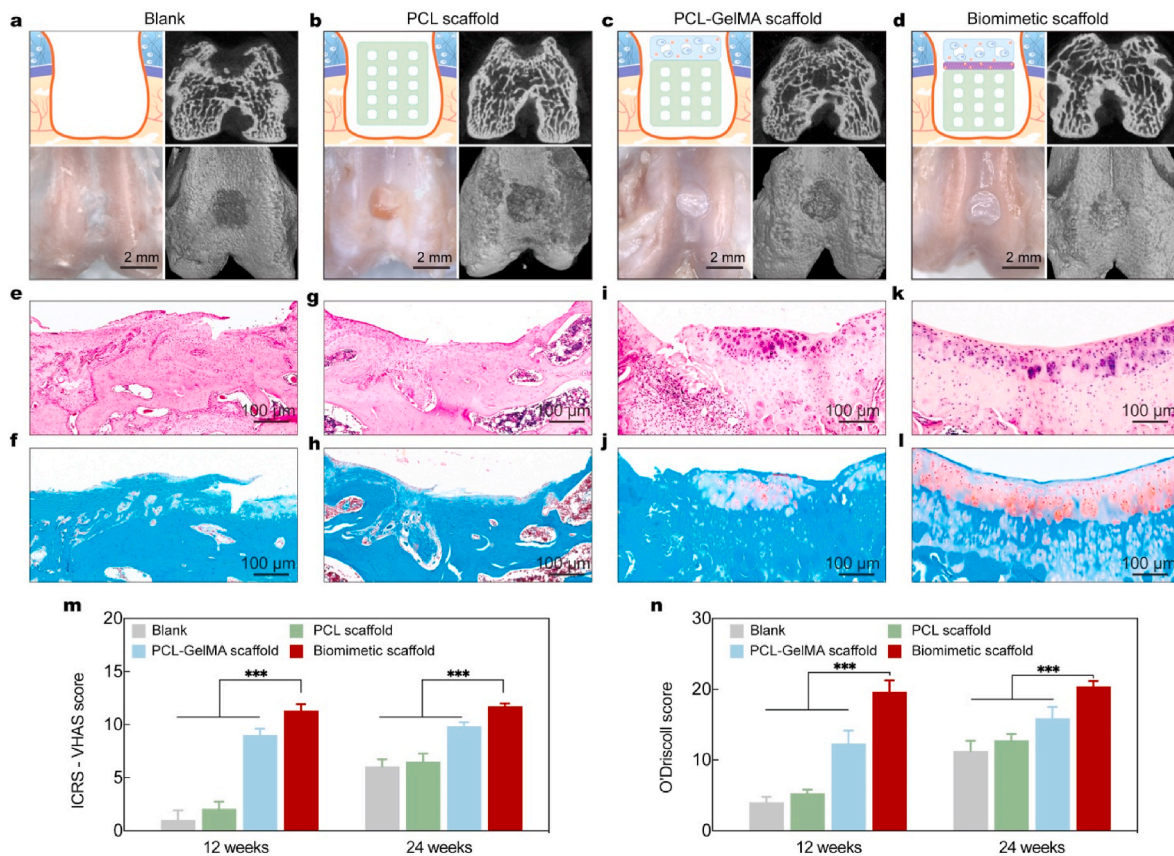 a Blank
b PCL scaffold
c PCL-GelMA scaffold
d Biomimetic scaffold
2 mm
2 mm
2 mm
2 mm
e
g
i
k
100 μm
100 μm
100 μm
100 μm
f
h
j
l
100 μm
100 μm
100 μm
100 μm
m
ICRS - VHAS score
20
15
10
5
0
Blank
PCL scaffold
PCL-GelMA scaffold
Biomimetic scaffold
***
***
12 weeks
24 weeks
n
O'Driscoll score
30
20
10
0
Blank
PCL scaffold
PCL-GelMA scaffold
Biomimetic scaffold
***
***
12 weeks
24 weeks